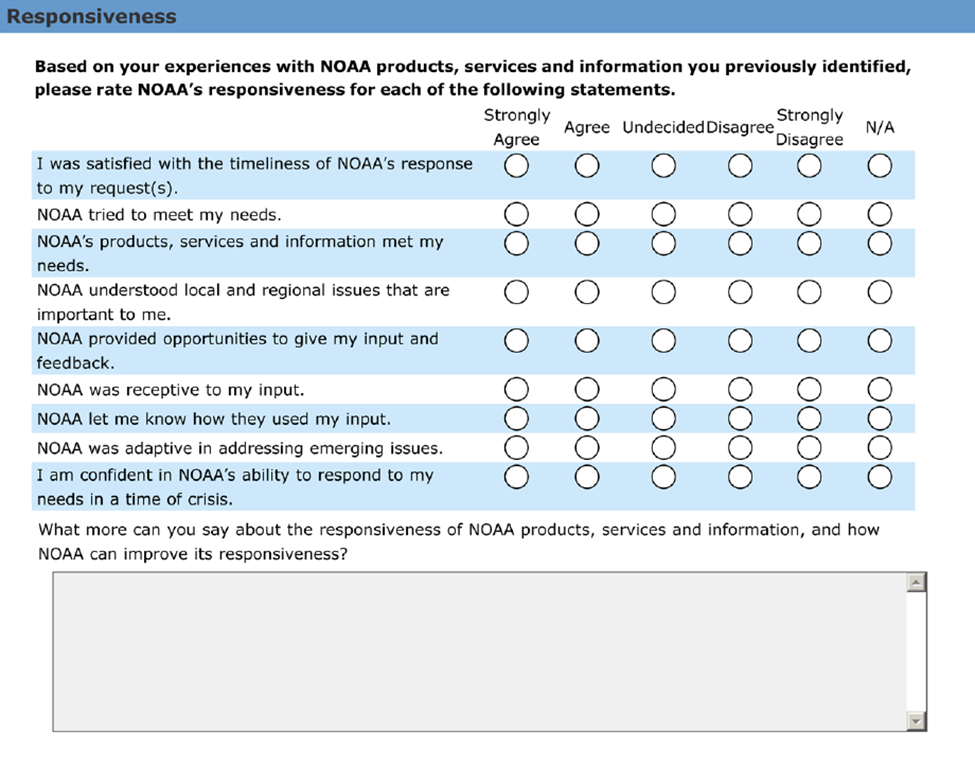 Responsiveness
Based on your experiences with NOAA products, services and information you previously identified,
please rate NOAA's responsiveness for each of the following statements.
Strongly Agree Agree Undecided Disagree Strongly Disagree N/A
I was satisfied with the timeliness of NOAA's response
to my request(s).
NOAA tried to meet my needs.
NOAA's products, services and information met my
needs.
NOAA understood local and regional issues that are
important to me.
NOAA provided opportunities to give my input and
feedback.
NOAA was receptive to my input.
NOAA let me know how they used my input.
NOAA was adaptive in addressing emerging issues.
I am confident in NOAA's ability to respond to my
needs in a time of crisis.
What more can you say about the responsiveness of NOAA products, services and information, and how
NOAA can improve its responsiveness?